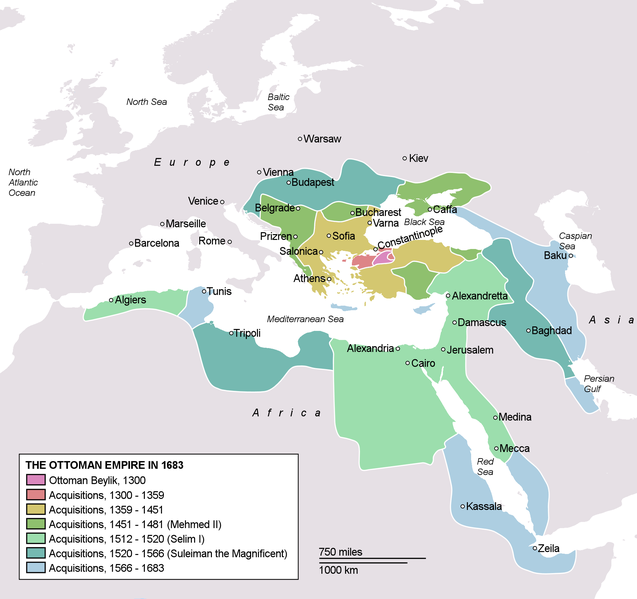 North Sea
Baltic
Sea
Warsaw
Kiev
North
Atlantic
Ocean
E u r o p e
Vienna
Budapest
Venice
Belgrade
Bucharest
Caffa
Marseille
Varna
Black Sea
Barcelona
Rome
Prizren
Sofia
Constantinople
Caspian
Sea
Salonica
Baku
Athens
Algiers
Tunis
Alexandretta
Mediterranean Sea
Damascus
A s i a
Tripoli
Baghdad
Alexandria
Jerusalem
Cairo
Persian
Gulf
A f r i c a
Medina
Mecca
Red
Sea
Kassala
Zeila
THE OTTOMAN EMPIRE IN 1683
Ottoman Beylik, 1300
Acquisitions, 1300 - 1359
Acquisitions, 1359 - 1451
Acquisitions, 1451 - 1481 (Mehmed II)
Acquisitions, 1512 - 1520 (Selim I)
Acquisitions, 1520 - 1566 (Suleiman the Magnificent)
Acquisitions, 1566 - 1683
750 miles
1000 km